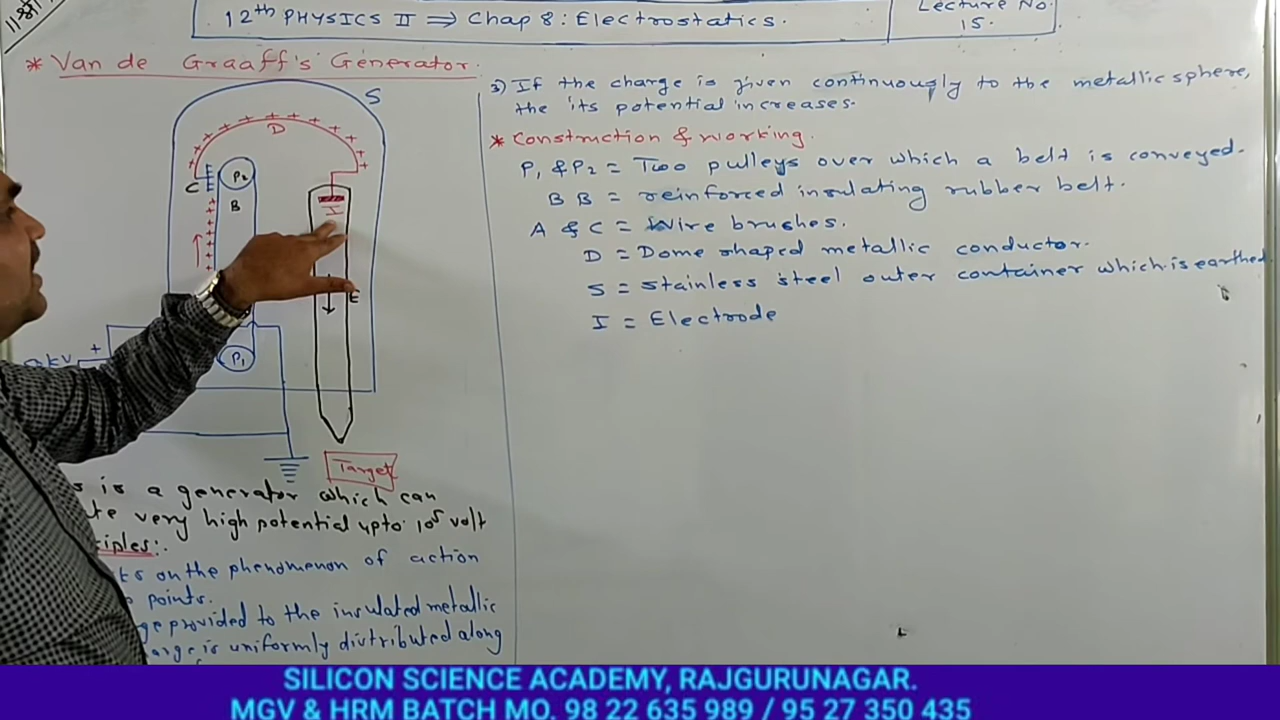 ॥श्री॥
12th PHYSICS II ⇒ Chap 8: Electrostatics.
Lecture No.
15.
* Van de Graaff's Generator.
S
D
C
P2
B
I
E
+
P1
Target
is a generator which can
very high potential upto 10⁵ volt
on the phenomenon of action
points.
provided to the insulated metallic
is uniformly distributed along
3) If the charge is given continuously to the metallic sphere,
the its potential increases.
* Construction & working.
P1 & P2 = Two pulleys over which a belt is conveyed.
B B = reinforced insulating rubber belt.
A & C = Wire brushes.
D = Dome shaped metallic conductor.
S = Stainless steel outer container which is earthed.
I = Electrode
SILICON SCIENCE ACADEMY, RAJGURUNAGAR.
MGV & HRM BATCH MO. 98 22 635 989 / 95 27 350 435